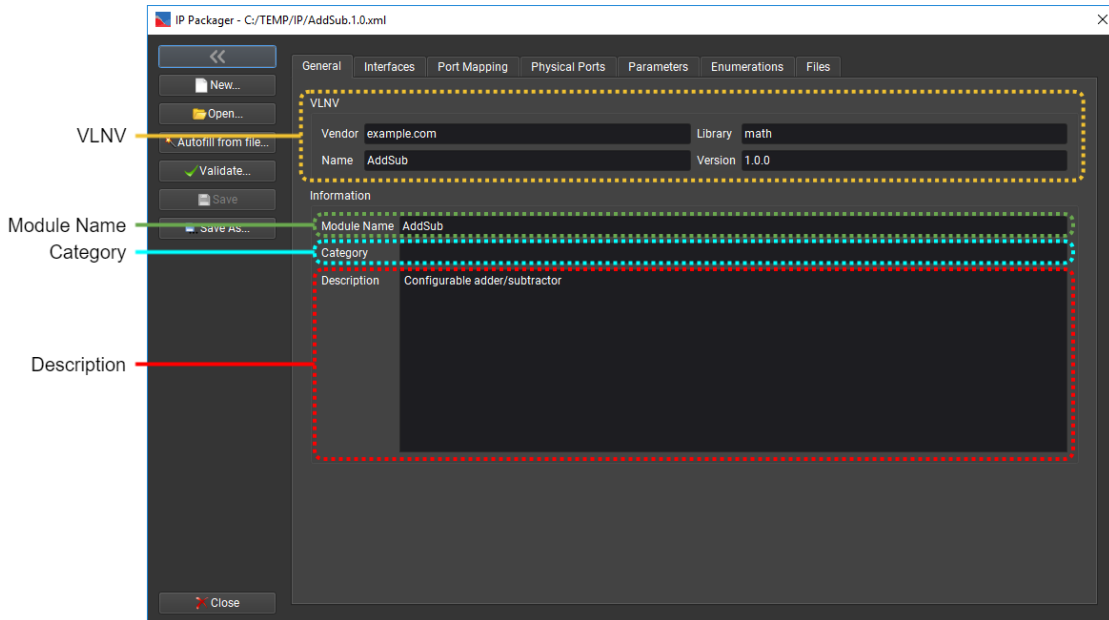 IP Packager - C:/TEMP/IP/AddSub.1.0.xml
New...
Open...
Autofill from file...
Validate...
Save
Save As...
Close
General Interfaces Port Mapping Physical Ports Parameters Enumerations Files
VLNV
Vendor example.com Library math
Name AddSub Version 1.0.0
Information
Module Name AddSub
Category
Description Configurable adder/subtractor
VLNV
Module Name
Category
Description